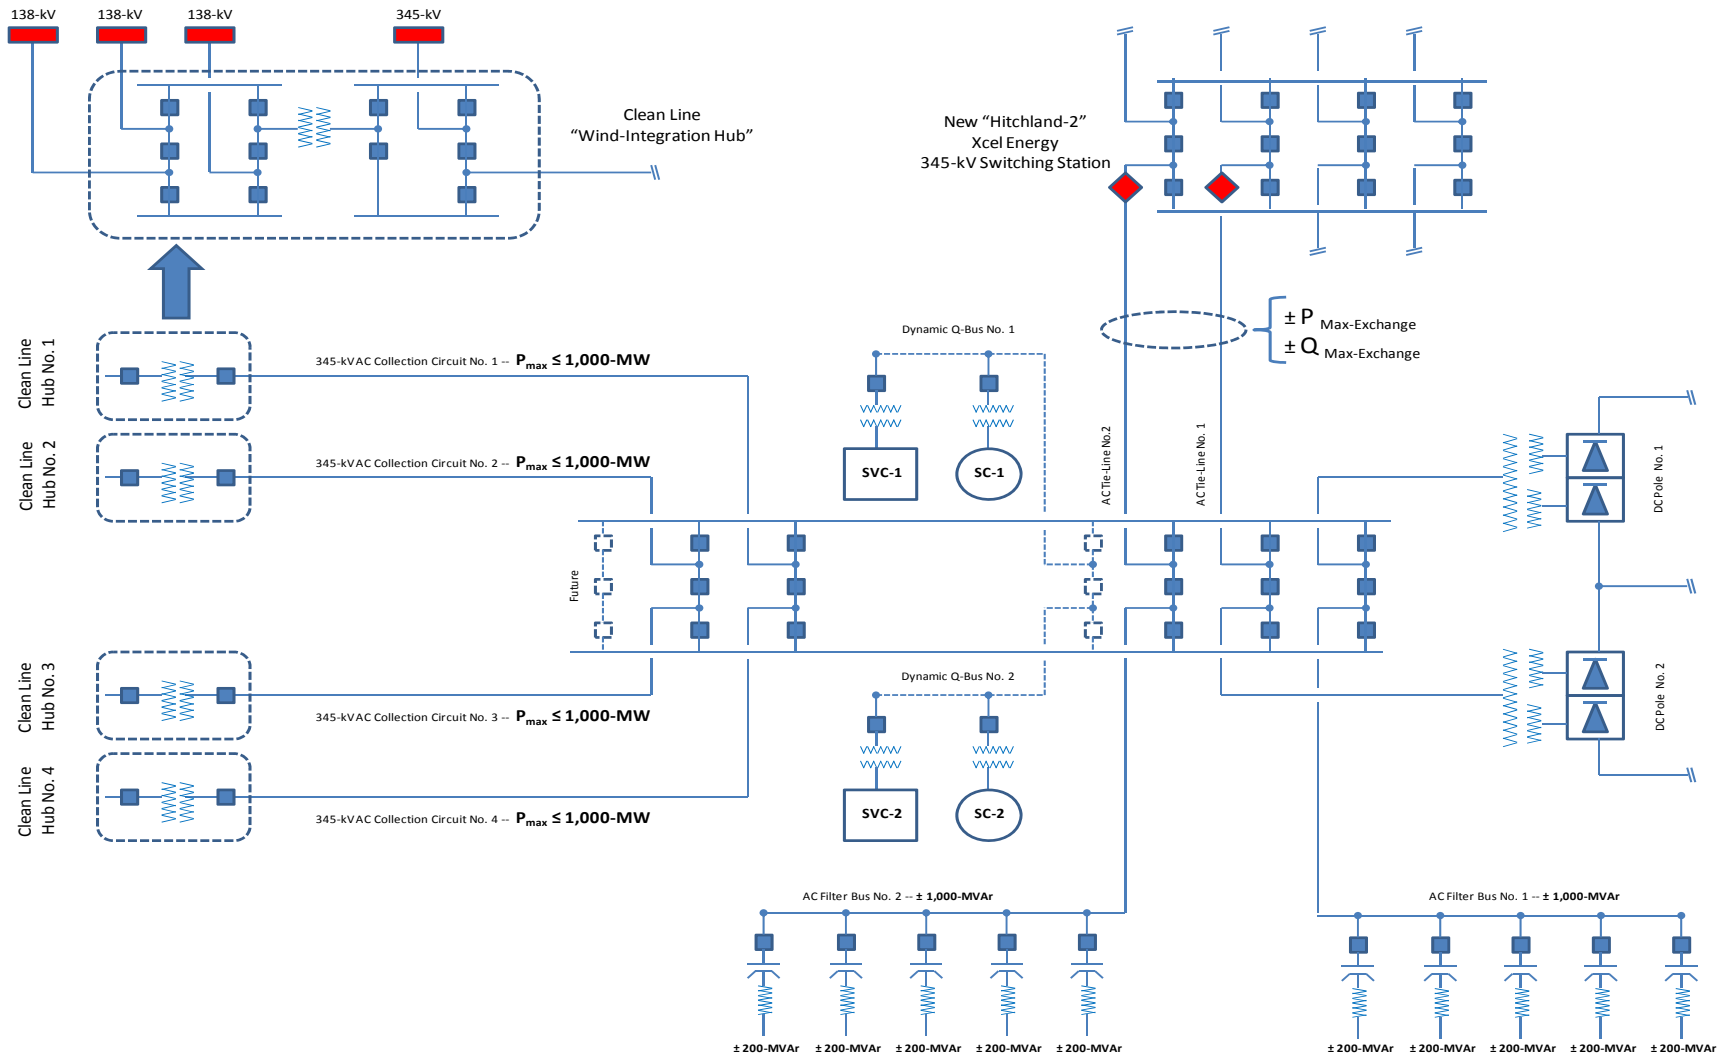 138-kV
138-kV
138-kV
345-kV
Clean Line
“Wind-Integration Hub”
New “Hitchland-2”
Xcel Energy
345-kV Switching Station
± P Max-Exchange
± Q Max-Exchange
Clean Line
Hub No. 1
345-kV AC Collection Circuit No. 1 -- Pmax ≤ 1,000-MW
Clean Line
Hub No. 2
345-kV AC Collection Circuit No. 2 -- Pmax ≤ 1,000-MW
Dynamic Q-Bus No. 1
SVC-1
SC-1
AC Tie-Line No.2
AC Tie-Line No. 1
DC Pole No. 1
Future
Clean Line
Hub No. 3
345-kV AC Collection Circuit No. 3 -- Pmax ≤ 1,000-MW
Clean Line
Hub No. 4
345-kV AC Collection Circuit No. 4 -- Pmax ≤ 1,000-MW
Dynamic Q-Bus No. 2
SVC-2
SC-2
DC Pole No. 2
AC Filter Bus No. 2 -- ± 1,000-MVAr
± 200-MVAr
± 200-MVAr
± 200-MVAr
± 200-MVAr
± 200-MVAr
AC Filter Bus No. 1 -- ± 1,000-MVAr
± 200-MVAr
± 200-MVAr
± 200-MVAr
± 200-MVAr
± 200-MVAr